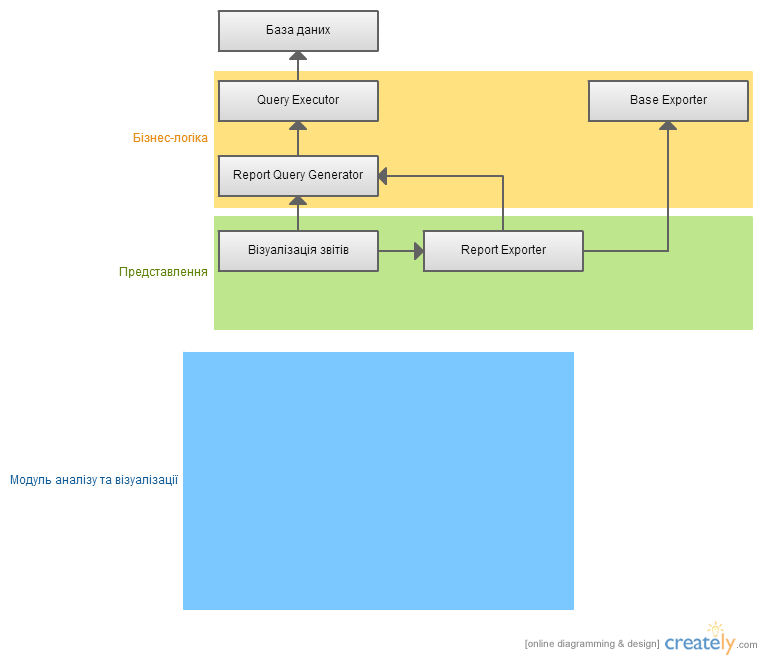 База даних
Query Executor
Base Exporter
Бізнес-логіка
Report Query Generator
Візуалізація звітів
Report Exporter
Представлення
Модуль аналізу та візуалізації
[online diagramming & design] creately.com